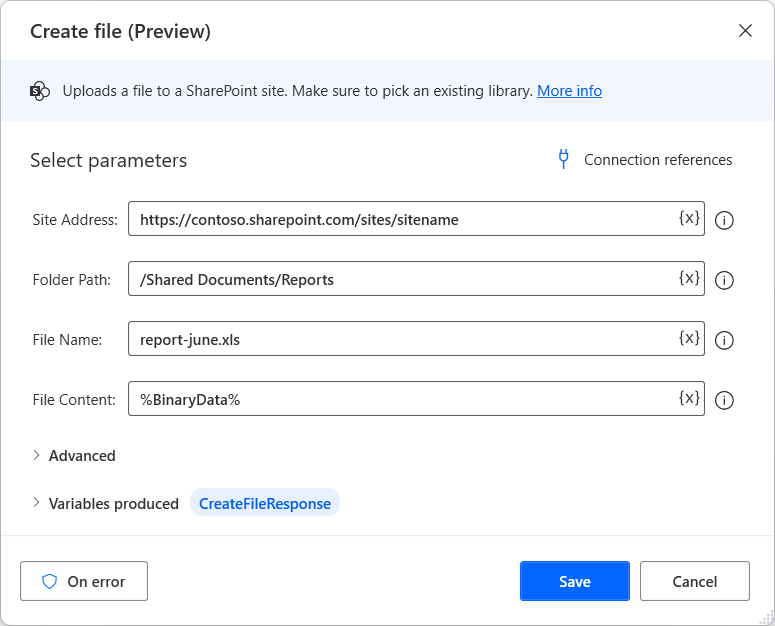 Create file (Preview)
Uploads a file to a SharePoint site. Make sure to pick an existing library. More info
Select parameters
Connection references
Site Address: https://contoso.sharepoint.com/sites/sitename {x}
Folder Path: /Shared Documents/Reports {x}
File Name: report-june.xls {x}
File Content: %BinaryData% {x}
Advanced
Variables produced CreateFileResponse
On error Save Cancel